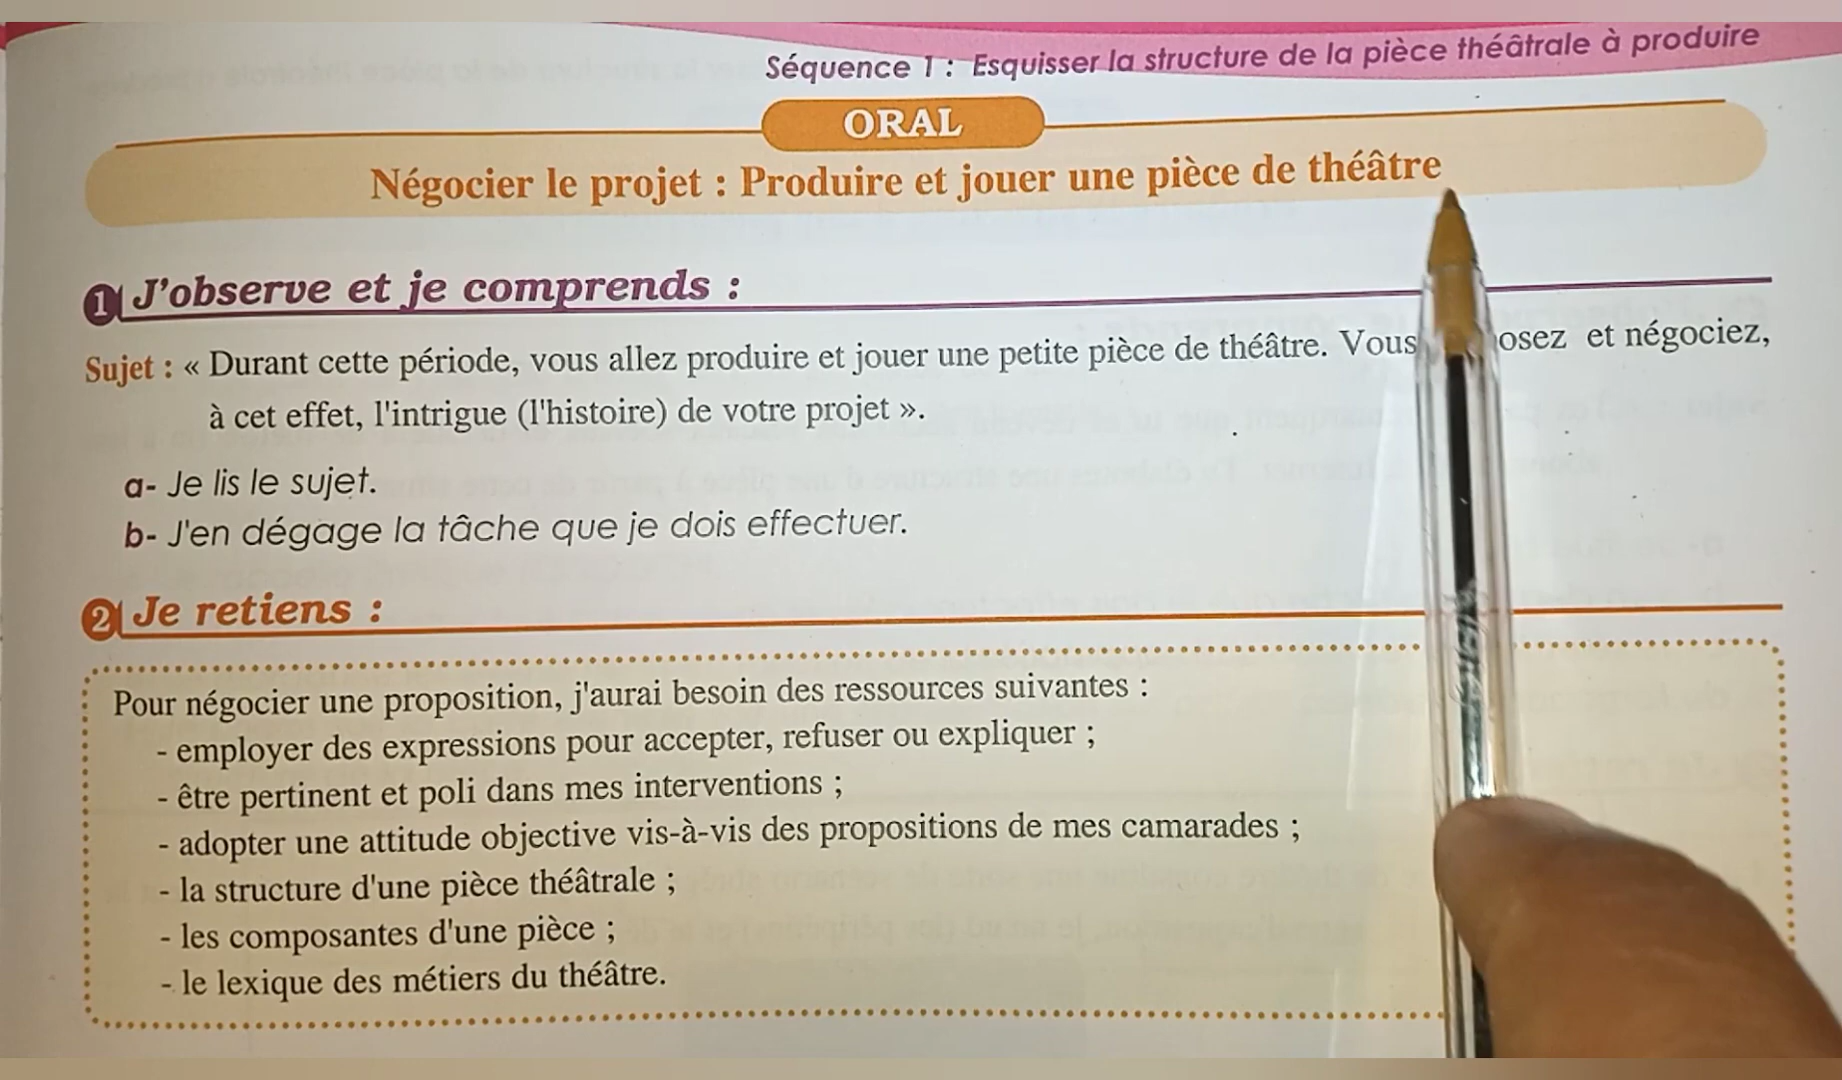 Séquence 1 : Esquisser la structure de la pièce théâtrale à produire
ORAL
Négocier le projet : Produire et jouer une pièce de théâtre
1 J'observe et je comprends :
Sujet : « Durant cette période, vous allez produire et jouer une petite pièce de théâtre. Vous et négociez,
à cet effet, l'intrigue (l'histoire) de votre projet ».
a- Je lis le sujet.
b- J'en dégage la tâche que je dois effectuer.
2 Je retiens :
Pour négocier une proposition, j'aurai besoin des ressources suivantes :
- employer des expressions pour accepter, refuser ou expliquer ;
- être pertinent et poli dans mes interventions ;
- adopter une attitude objective vis-à-vis des propositions de mes camarades ;
- la structure d'une pièce théâtrale ;
- les composantes d'une pièce ;
- le lexique des métiers du théâtre.